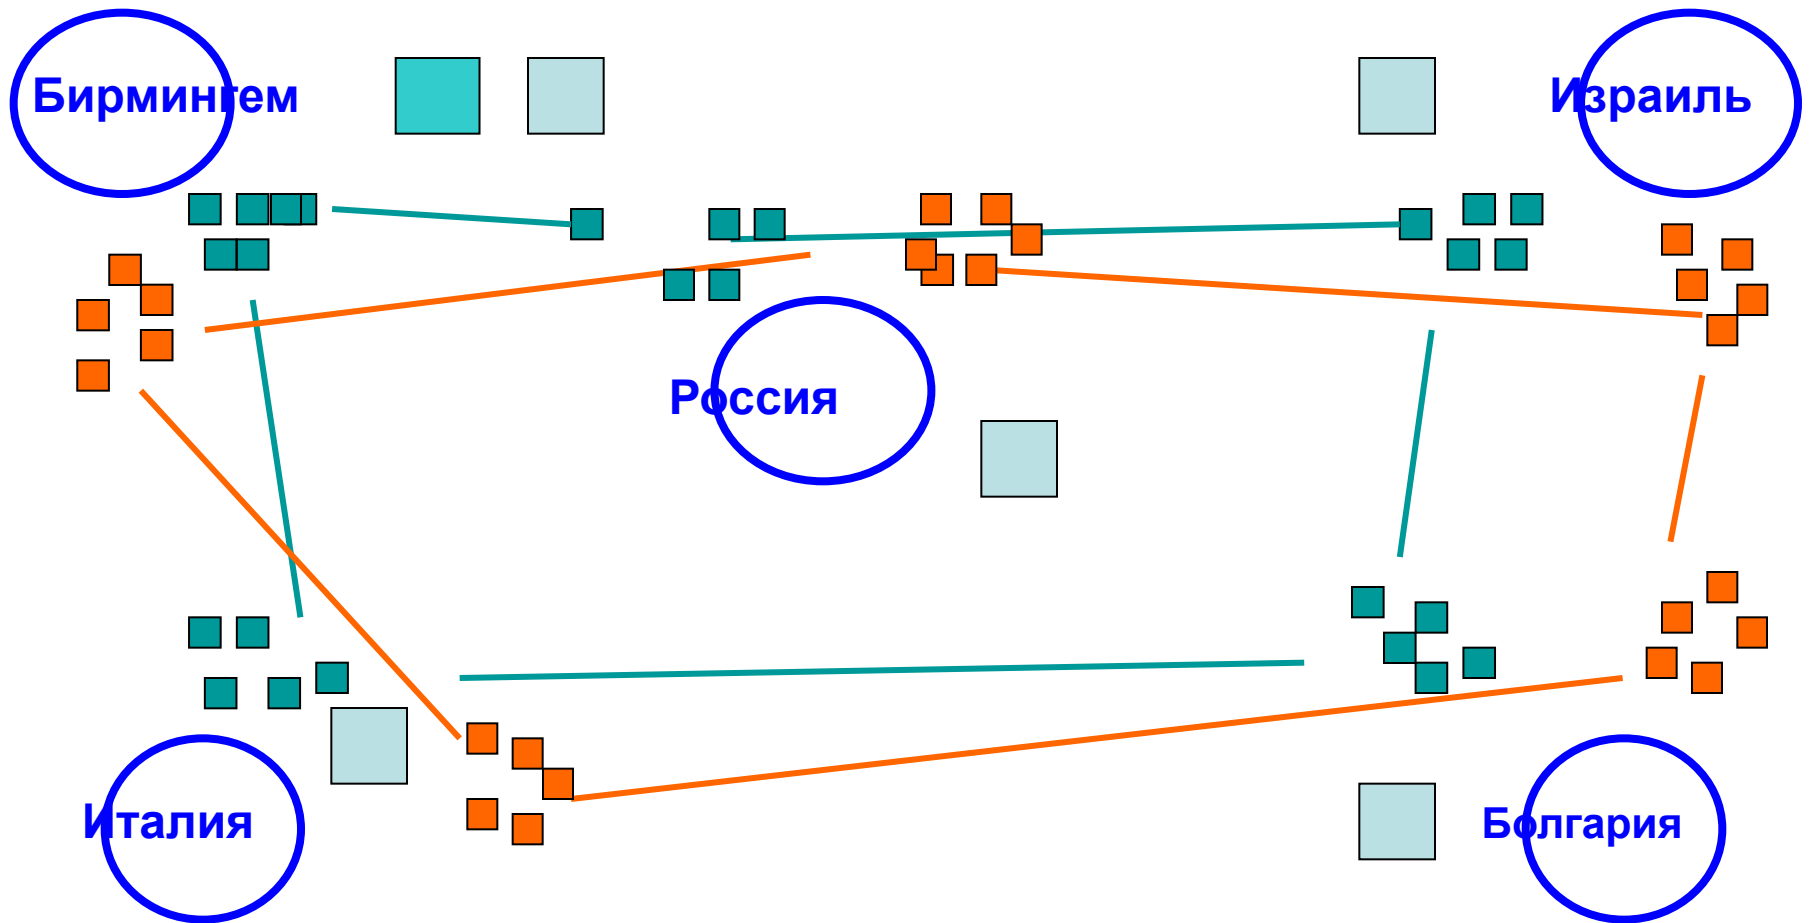 Бирмингем
Израиль
Россия
Италия
Болгария